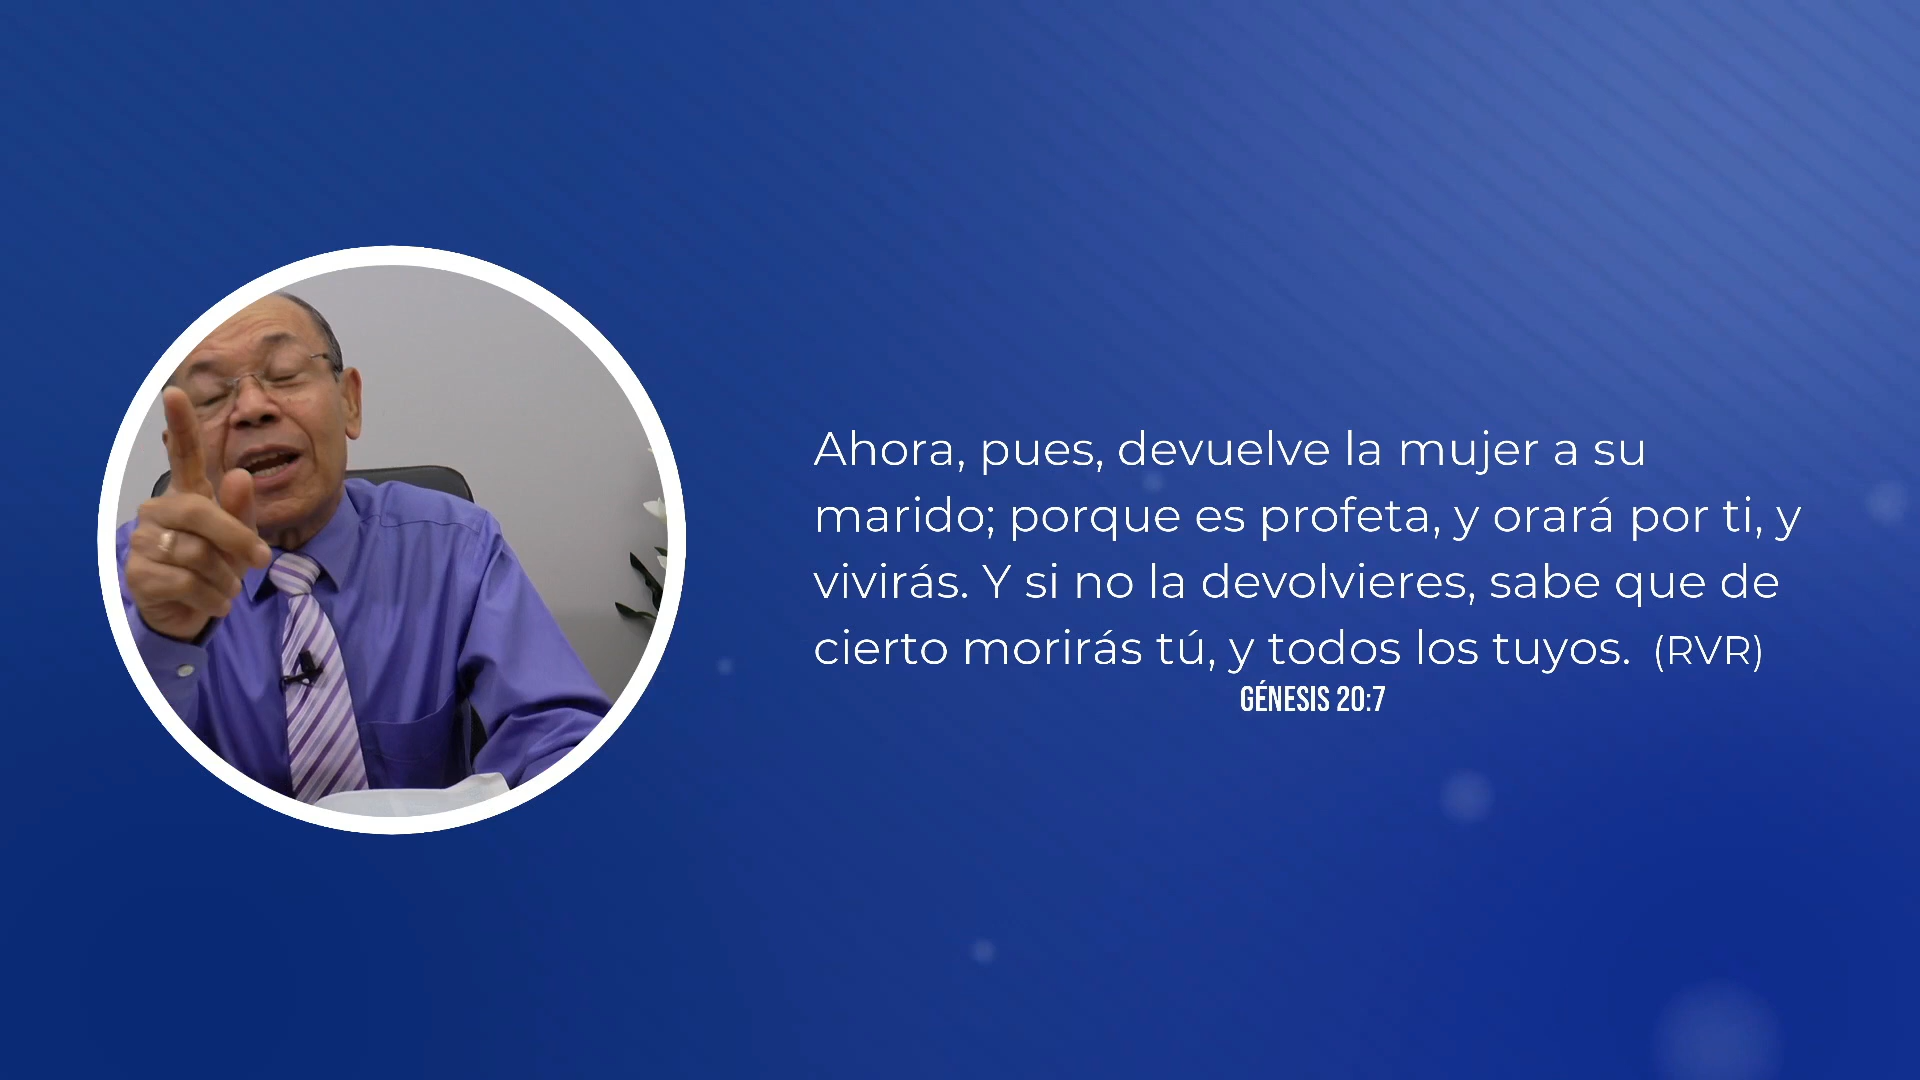 Ahora, pues, devuelve la mujer a su
marido; porque es profeta, y orará por ti, y
vivirás. Y si no la devolvieres, sabe que de
cierto morirás tú, y todos los tuyos. (RVR)
GÉNESIS 20:7